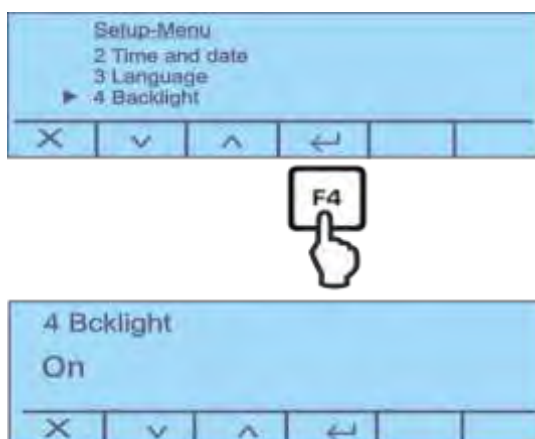 Setup-Menu
2 Time and date
3 Language
4 Backlight
F4
4 Bcklight
On